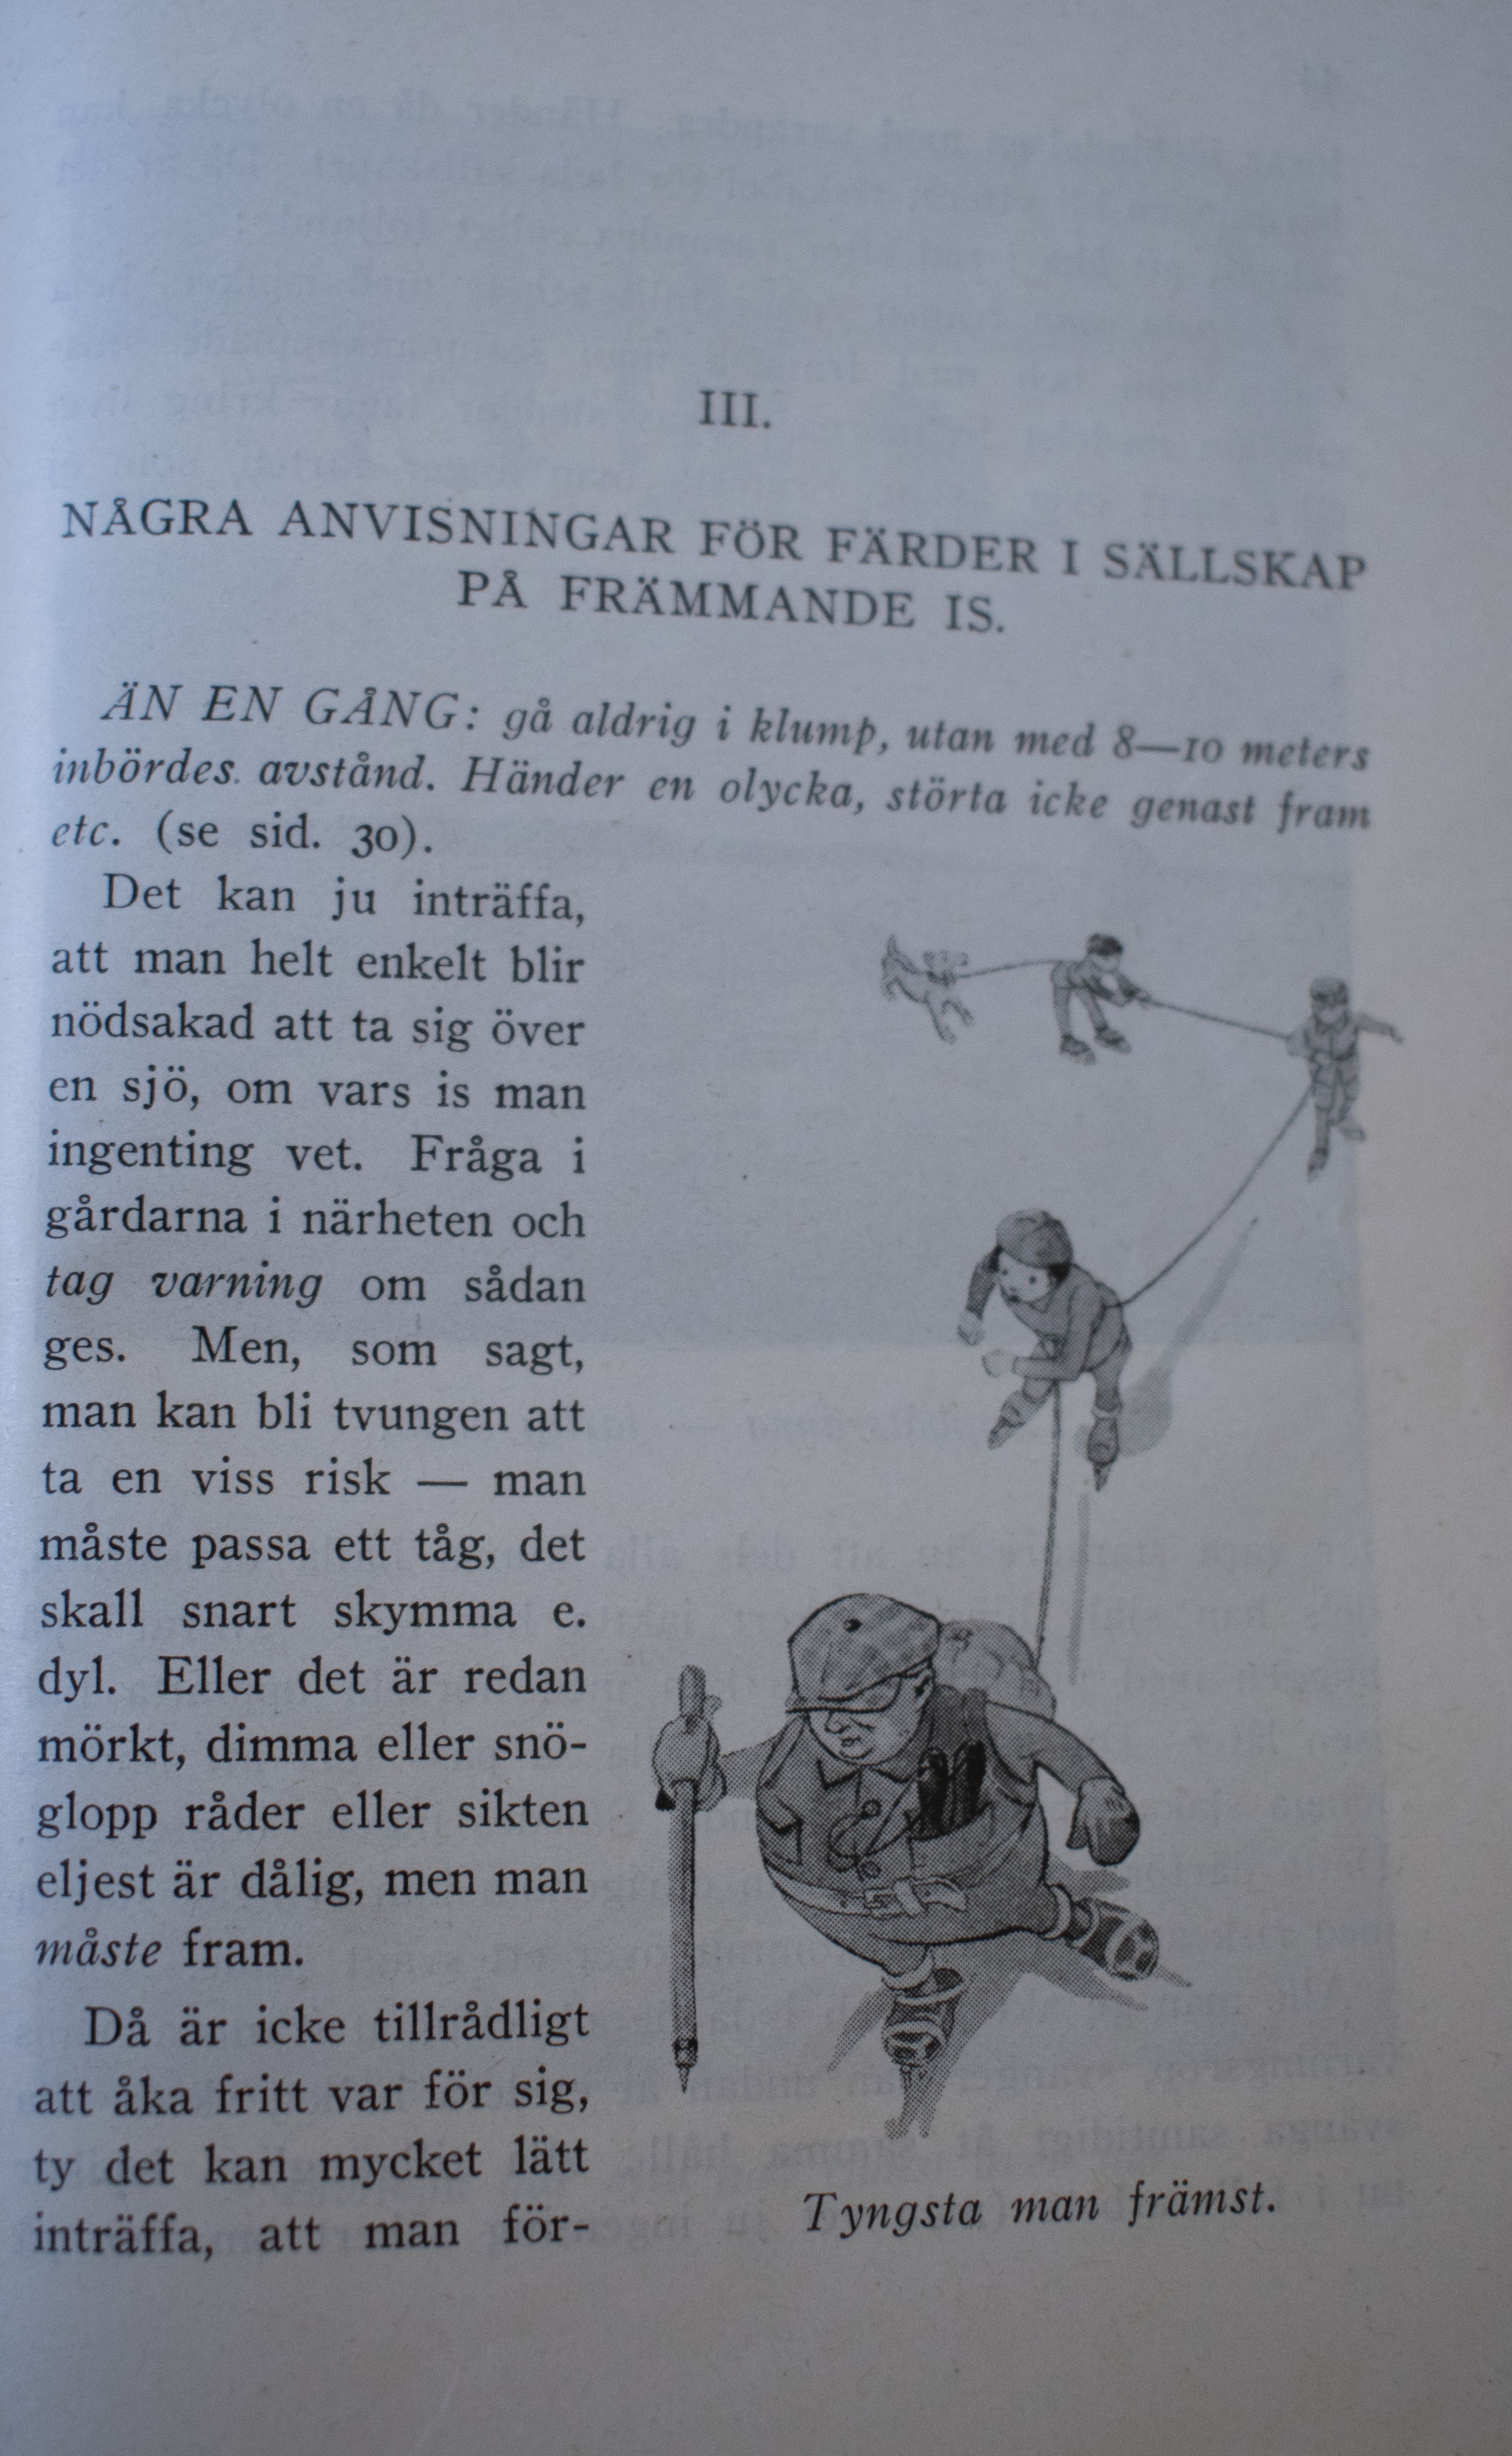 III.
NÅGRA ANVISNINGAR FÖR FÄRDER I SÄLLSKAP
PÅ FRÄMMANDE IS.
ÄN EN GÅNG: gå aldrig i klump, utan med 8—10 meters
inbördes avstånd. Händer en olycka, störta icke genast fram
etc. (se sid. 30).
Det kan ju inträffa,
att man helt enkelt blir
nödsakad att ta sig över
en sjö, om vars is man
ingenting vet. Fråga i
gårdarna i närheten och
tag varning om sådan
ges. Men, som sagt,
man kan bli tvungen att
ta en viss risk — man
måste passa ett tåg, det
skall snart skymma e.
dyl. Eller det är redan
mörkt, dimma eller snö-
glopp råder eller sikten
eljest är dålig, men man
måste fram.
Då är icke tillrådligt
att åka fritt var för sig,
ty det kan mycket lätt
inträffa, att man för-
Tyngsta man främst.